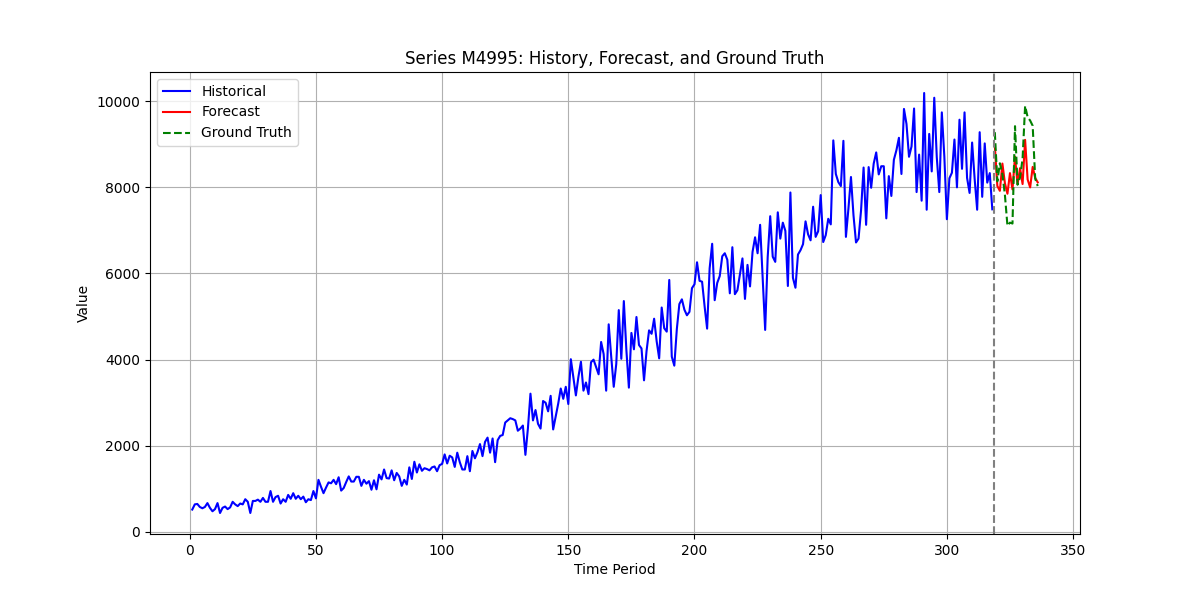 Series M4995: History, Forecast, and Ground Truth
Historical
Forecast
Ground Truth
Value
10000
8000
6000
4000
2000
0
0 50 100 150 200 250 300 350
Time Period